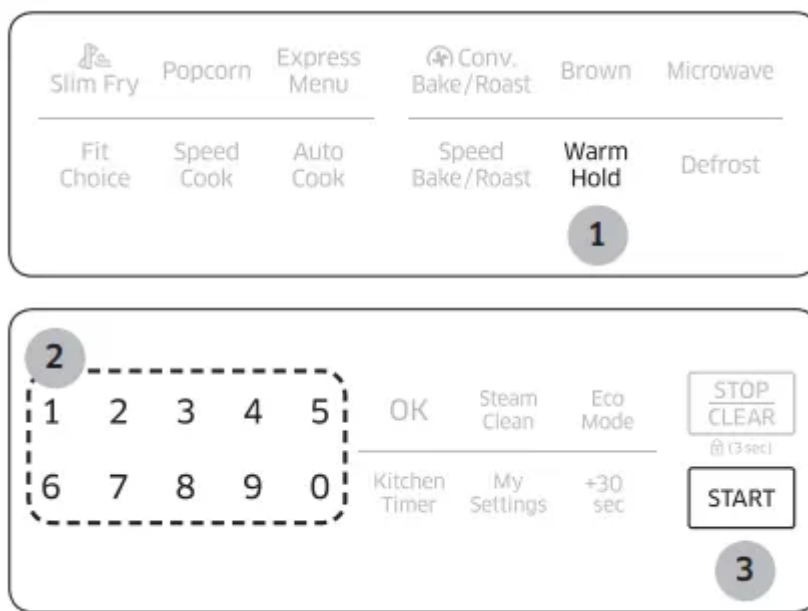 Slim Fry Popcorn Express Menu Conv. Bake/Roast Brown Microwave
Fit Choice Speed Cook Auto Cook Speed Bake/Roast Warm Hold Defrost
1
2
1 2 3 4 5 OK Steam Clean Eco Mode STOP CLEAR
(3 sec)
6 7 8 9 0 Kitchen Timer My Settings +30 sec START
3